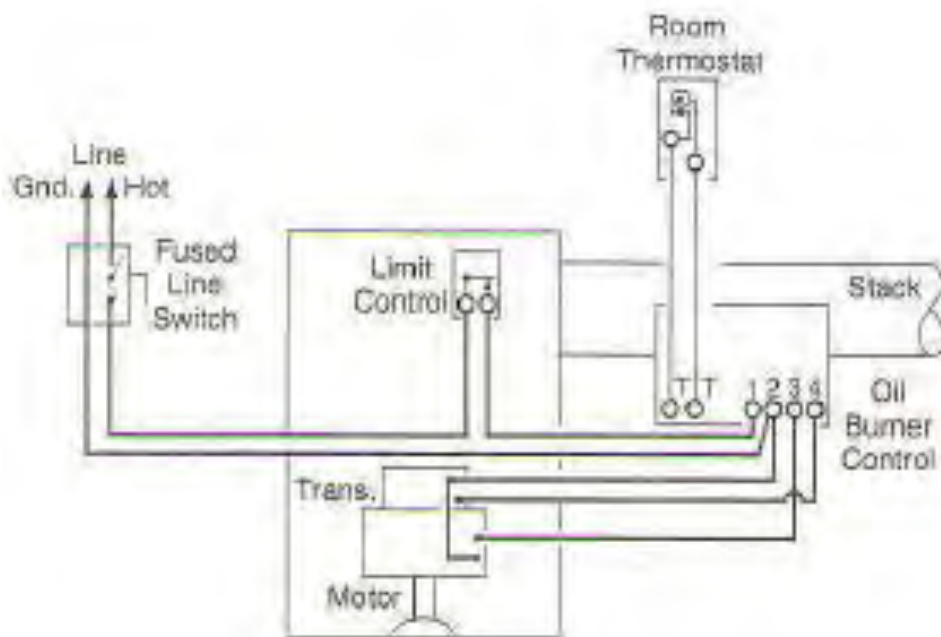 Room
Thermostat
Line
Gnd. Hot
Fused
Line
Switch
Limit
Control
Stack
T T
1 2 3 4
Oil
Burner
Control
Trans.
Motor